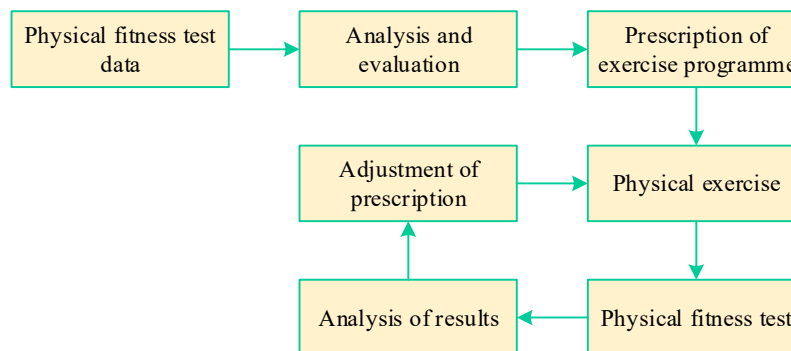 Physical fitness test
data
Analysis and
evaluation
Prescription of
exercise programme
Adjustment of
prescription
Physical exercise
Analysis of results
Physical fitness test